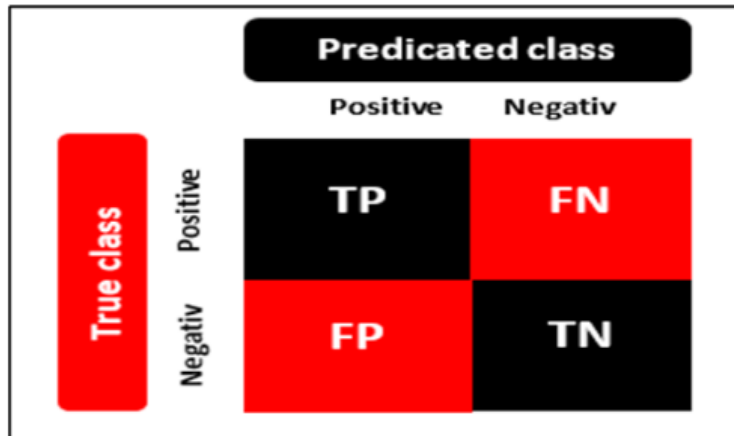 Predicated class
Positive Negativ
True class
Positive
TP FN
Negativ
FP TN